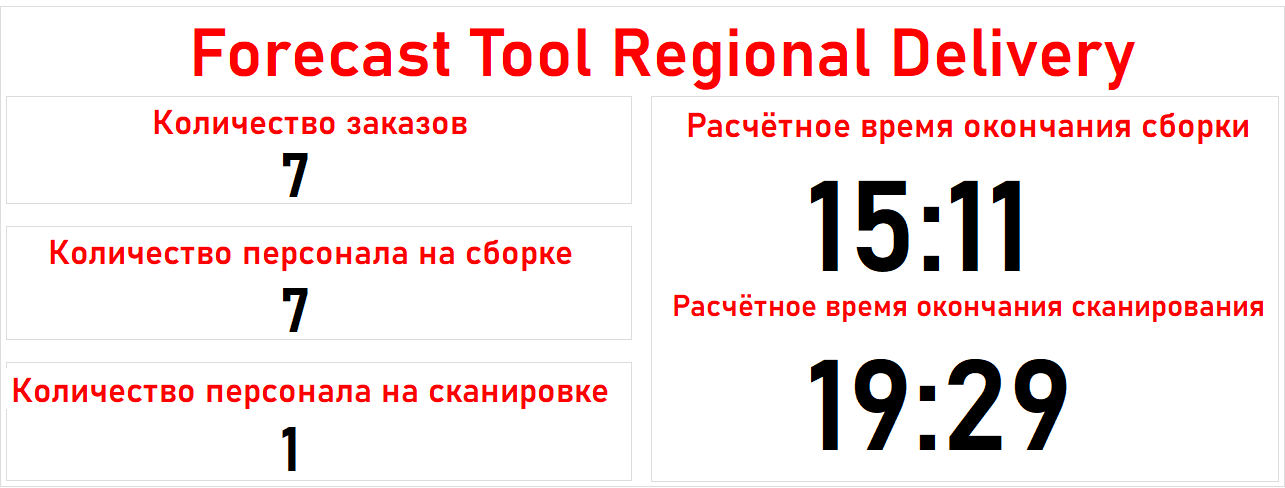 Forecast Tool Regional Delivery
Количество заказов
7
Количество персонала на сборке
7
Количество персонала на сканировке
1
Расчётное время окончания сборки
15:11
Расчётное время окончания сканирования
19:29